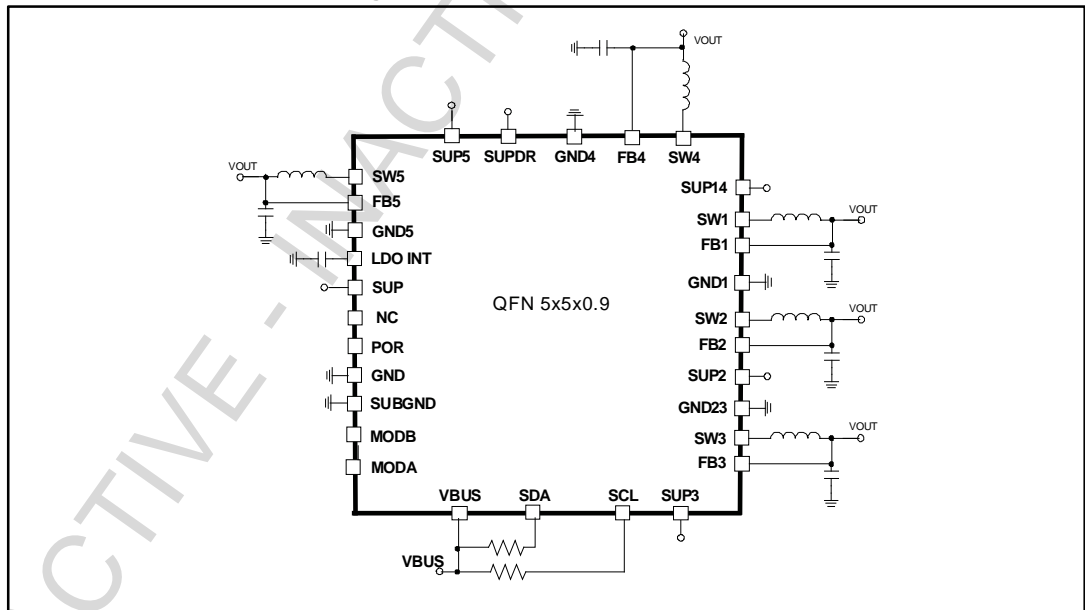 VOUT
SUP5
SUPDR
GND4
FB4
SW4
VOUT
SW5
FB5
GND5
LDO INT
SUP
NC
POR
GND
SUBGND
MODB
MODA
QFN 5x5x0.9
SUP14
SW1
VOUT
FB1
GND1
SW2
VOUT
FB2
SUP2
GND23
SW3
VOUT
FB3
VBUS
SDA
SCL
SUP3
VBUS
CTIVE - INACTI